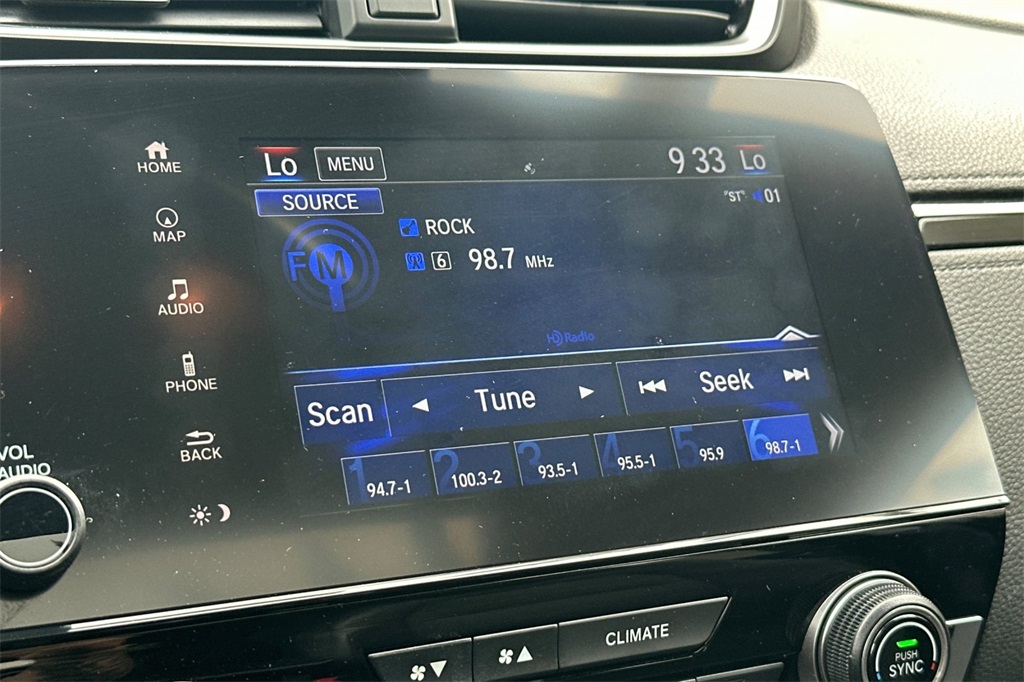 HOME
MAP
AUDIO
PHONE
BACK
VOL
AUDIO
Lo MENU 9 33 Lo
SOURCE ST 01
FM
ROCK
6 98.7 MHz
HD Radio
Scan Tune Seek
1 94.7-1 2 100.3-2 3 93.5-1 4 95.5-1 5 95.9 6 98.7-1
CLIMATE
PUSH
SYNC